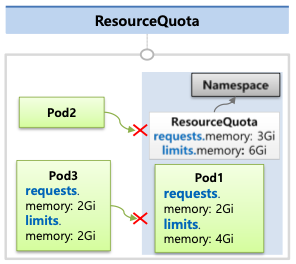 ResourceQuota
Namespace
Pod2
ResourceQuota
requests.memory: 3Gi
limits.memory: 6Gi
Pod3
requests.
memory: 2Gi
limits.
memory: 2Gi
Pod1
requests.
memory: 2Gi
limits.
memory: 4Gi